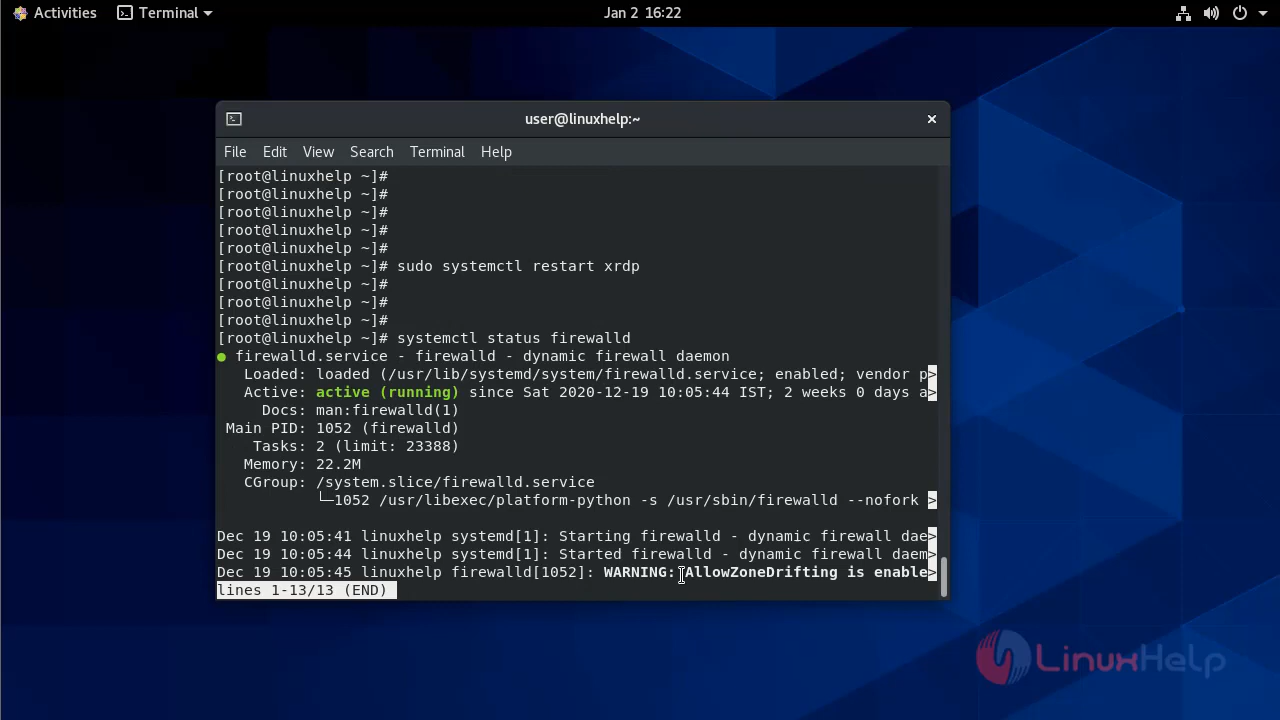 Activities Terminal Jan 2 16:22
user@linuxhelp:~
File Edit View Search Terminal Help
[root@linuxhelp ~]#
[root@linuxhelp ~]#
[root@linuxhelp ~]#
[root@linuxhelp ~]#
[root@linuxhelp ~]#
[root@linuxhelp ~]# sudo systemctl restart xrdp
[root@linuxhelp ~]#
[root@linuxhelp ~]#
[root@linuxhelp ~]#
[root@linuxhelp ~]# systemctl status firewalld
● firewalld.service - firewalld - dynamic firewall daemon
Loaded: loaded (/usr/lib/systemd/system/firewalld.service; enabled; vendor p>
Active: active (running) since Sat 2020-12-19 10:05:44 IST; 2 weeks 0 days a>
Docs: man:firewalld(1)
Main PID: 1052 (firewalld)
Tasks: 2 (limit: 23388)
Memory: 22.2M
CGroup: /system.slice/firewalld.service
└─1052 /usr/libexec/platform-python -s /usr/sbin/firewalld --nofork >
Dec 19 10:05:41 linuxhelp systemd[1]: Starting firewalld - dynamic firewall dae>
Dec 19 10:05:44 linuxhelp systemd[1]: Started firewalld - dynamic firewall daem>
Dec 19 10:05:45 linuxhelp firewalld[1052]: WARNING: AllowZoneDrifting is enable>
lines 1-13/13 (END)
LinuxHelp